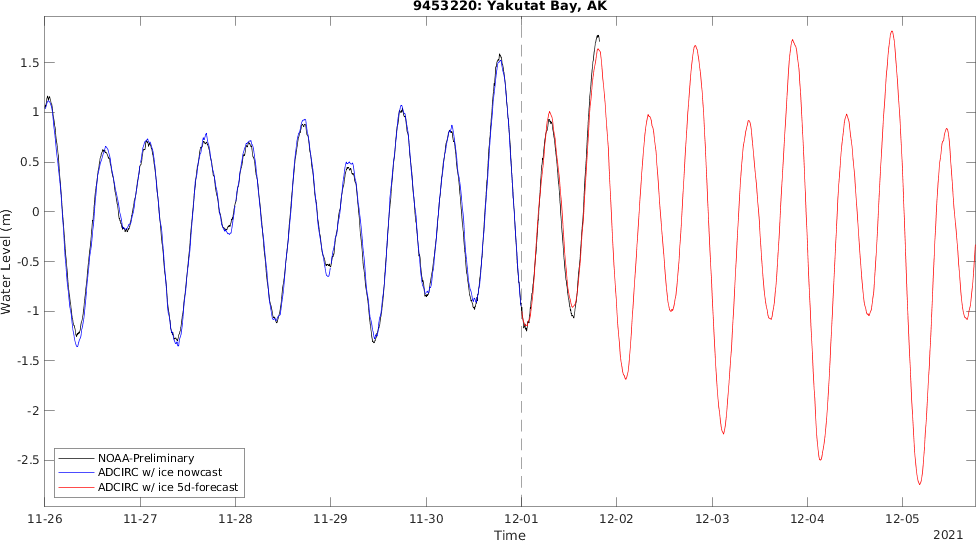 9453220: Yakutat Bay, AK
Water Level (m)
1.5
1
0.5
0
-0.5
-1
-1.5
-2
-2.5
NOAA-Preliminary
ADCIRC w/ ice nowcast
ADCIRC w/ ice 5d-forecast
11-26 11-27 11-28 11-29 11-30 12-01 12-02 12-03 12-04 12-05
Time
2021